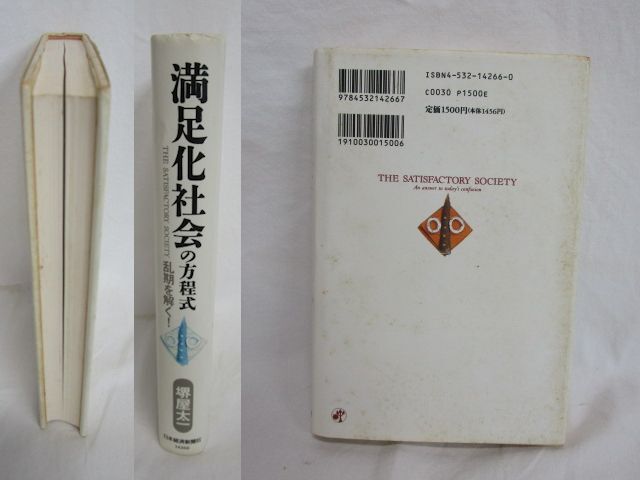 満足化社会の方程式
THE SATISFACTORY SOCIETY
乱期を解く!
堺屋太一
日本経済新聞社
14266
ISBN4-532-14266-0
9784532142667
C0030 P1500E
定価1500円(本体1456円)
1910030015006
THE SATISFACTORY SOCIETY
An answer to today's confusion